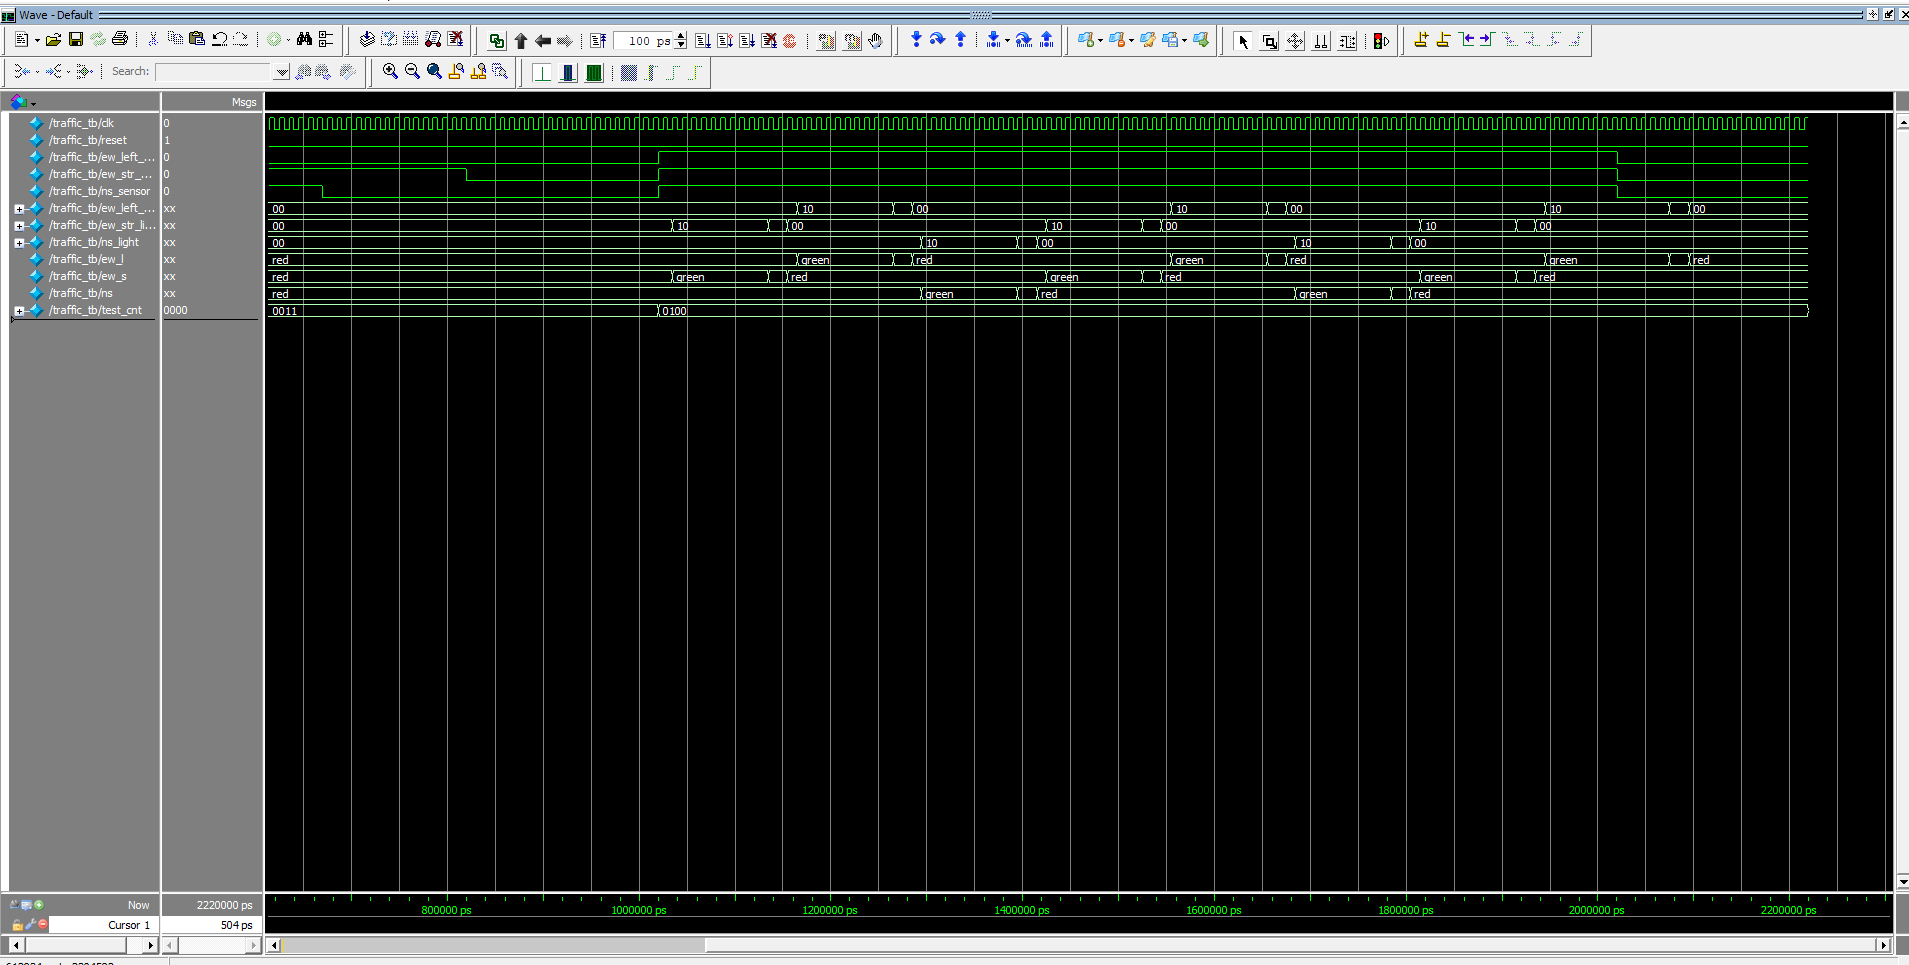 Wave - Default
100 ps
Search:
Msgs
/traffic_tb/clk 0
/traffic_tb/reset 1
/traffic_tb/ew_left_... 0
/traffic_tb/ew_str_... 0
/traffic_tb/ns_sensor 0
/traffic_tb/ew_left_... xx 00 10 00 10 00 10 00
/traffic_tb/ew_str_li... xx 00 10 00 10 00 10 00
/traffic_tb/ns_light xx 00 10 00 10 00
/traffic_tb/ew_l xx red green red green red green red
/traffic_tb/ew_s xx red green red green red green red
/traffic_tb/ns xx red green red green red
/traffic_tb/test_cnt 0000 0011 0100
Now 2220000 ps 800000 ps 1000000 ps 1200000 ps 1400000 ps 1600000 ps 1800000 ps 2000000 ps 2200000 ps
Cursor 1 504 ps